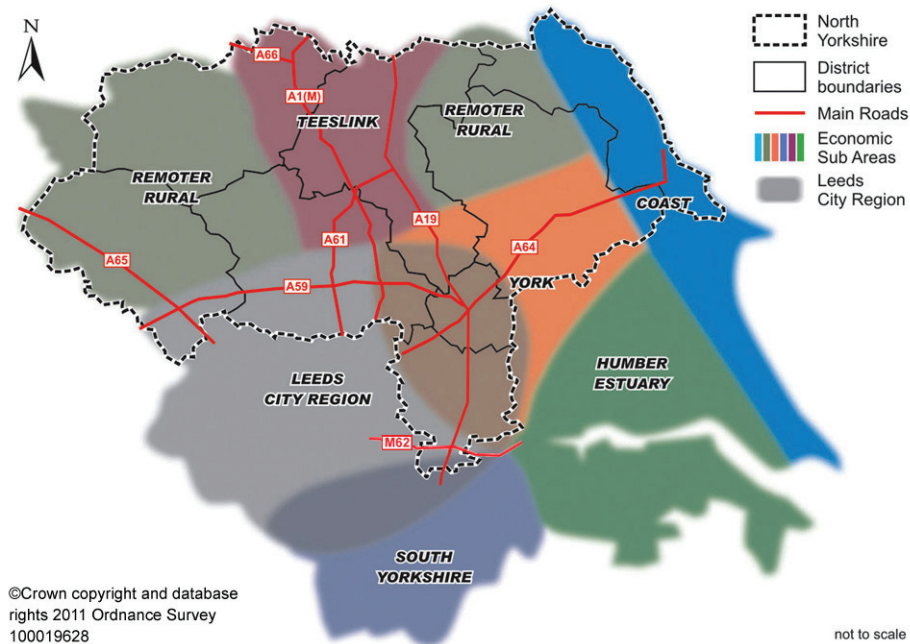 N
A66
A1(M)
TEESLINK
REMOTER
RURAL
REMOTER
RURAL
COAST
A61
A19
A64
A65
A59
YORK
LEEDS
CITY REGION
HUMBER
ESTUARY
M62
SOUTH
YORKSHIRE
North
Yorkshire
District
boundaries
Main Roads
Economic
Sub Areas
Leeds
City Region
©Crown copyright and database
rights 2011 Ordnance Survey
100019628
not to scale